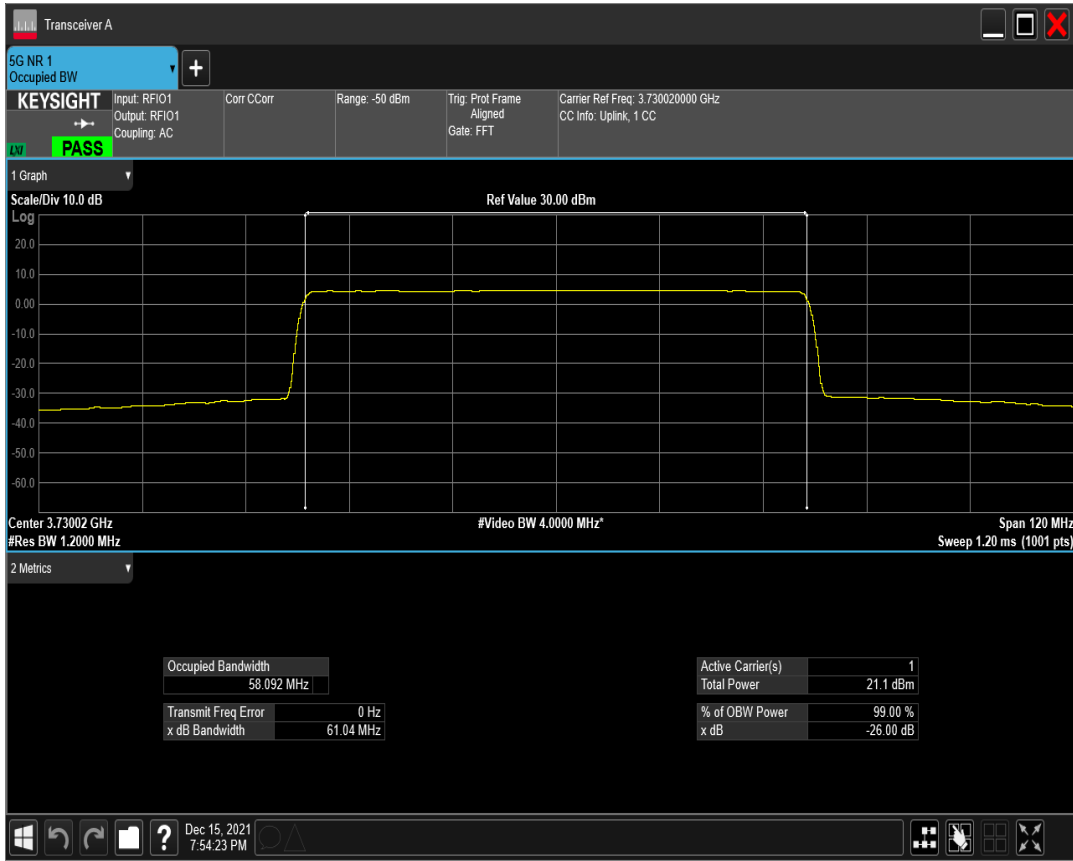 Transceiver A
5G NR 1
Occupied BW
KEYSIGHT
LXI
PASS
Input: RFIO1
Output: RFIO1
Coupling: AC
Corr CCorr
Range: -50 dBm
Trig: Prot Frame
Aligned
Gate: FFT
Carrier Ref Freq: 3.730020000 GHz
CC Info: Uplink, 1 CC
1 Graph
Scale/Div 10.0 dB
Ref Value 30.00 dBm
Log
20.0
10.0
0.00
-10.0
-20.0
-30.0
-40.0
-50.0
-60.0
Center 3.73002 GHz
#Video BW 4.0000 MHz*
Span 120 MHz
#Res BW 1.2000 MHz
Sweep 1.20 ms (1001 pts)
2 Metrics
Occupied Bandwidth
58.092 MHz
Transmit Freq Error 0 Hz
x dB Bandwidth 61.04 MHz
Active Carrier(s) 1
Total Power 21.1 dBm
% of OBW Power 99.00 %
x dB -26.00 dB
?
Dec 15, 2021
7:54:23 PM